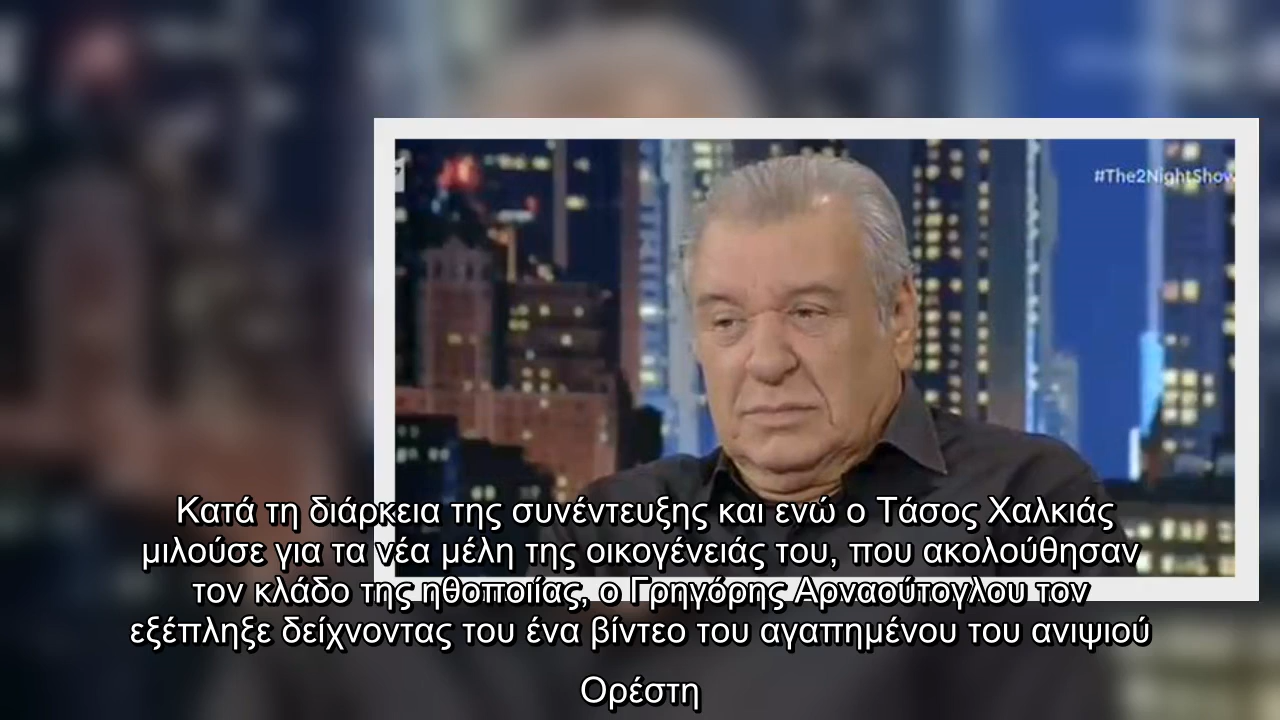 #The2NightShow
Κατά τη διάρκεια της συνέντευξης και ενώ ο Τάσος Χαλκιάς
μιλούσε για τα νέα μέλη της οικογένειάς του, που ακολούθησαν
τον κλάδο της ηθοποιίας, ο Γρηγόρης Αρναούτογλου τον
εξέπληξε δείχνοντας του ένα βίντεο του αγαπημένου του ανιψιού
Ορέστη